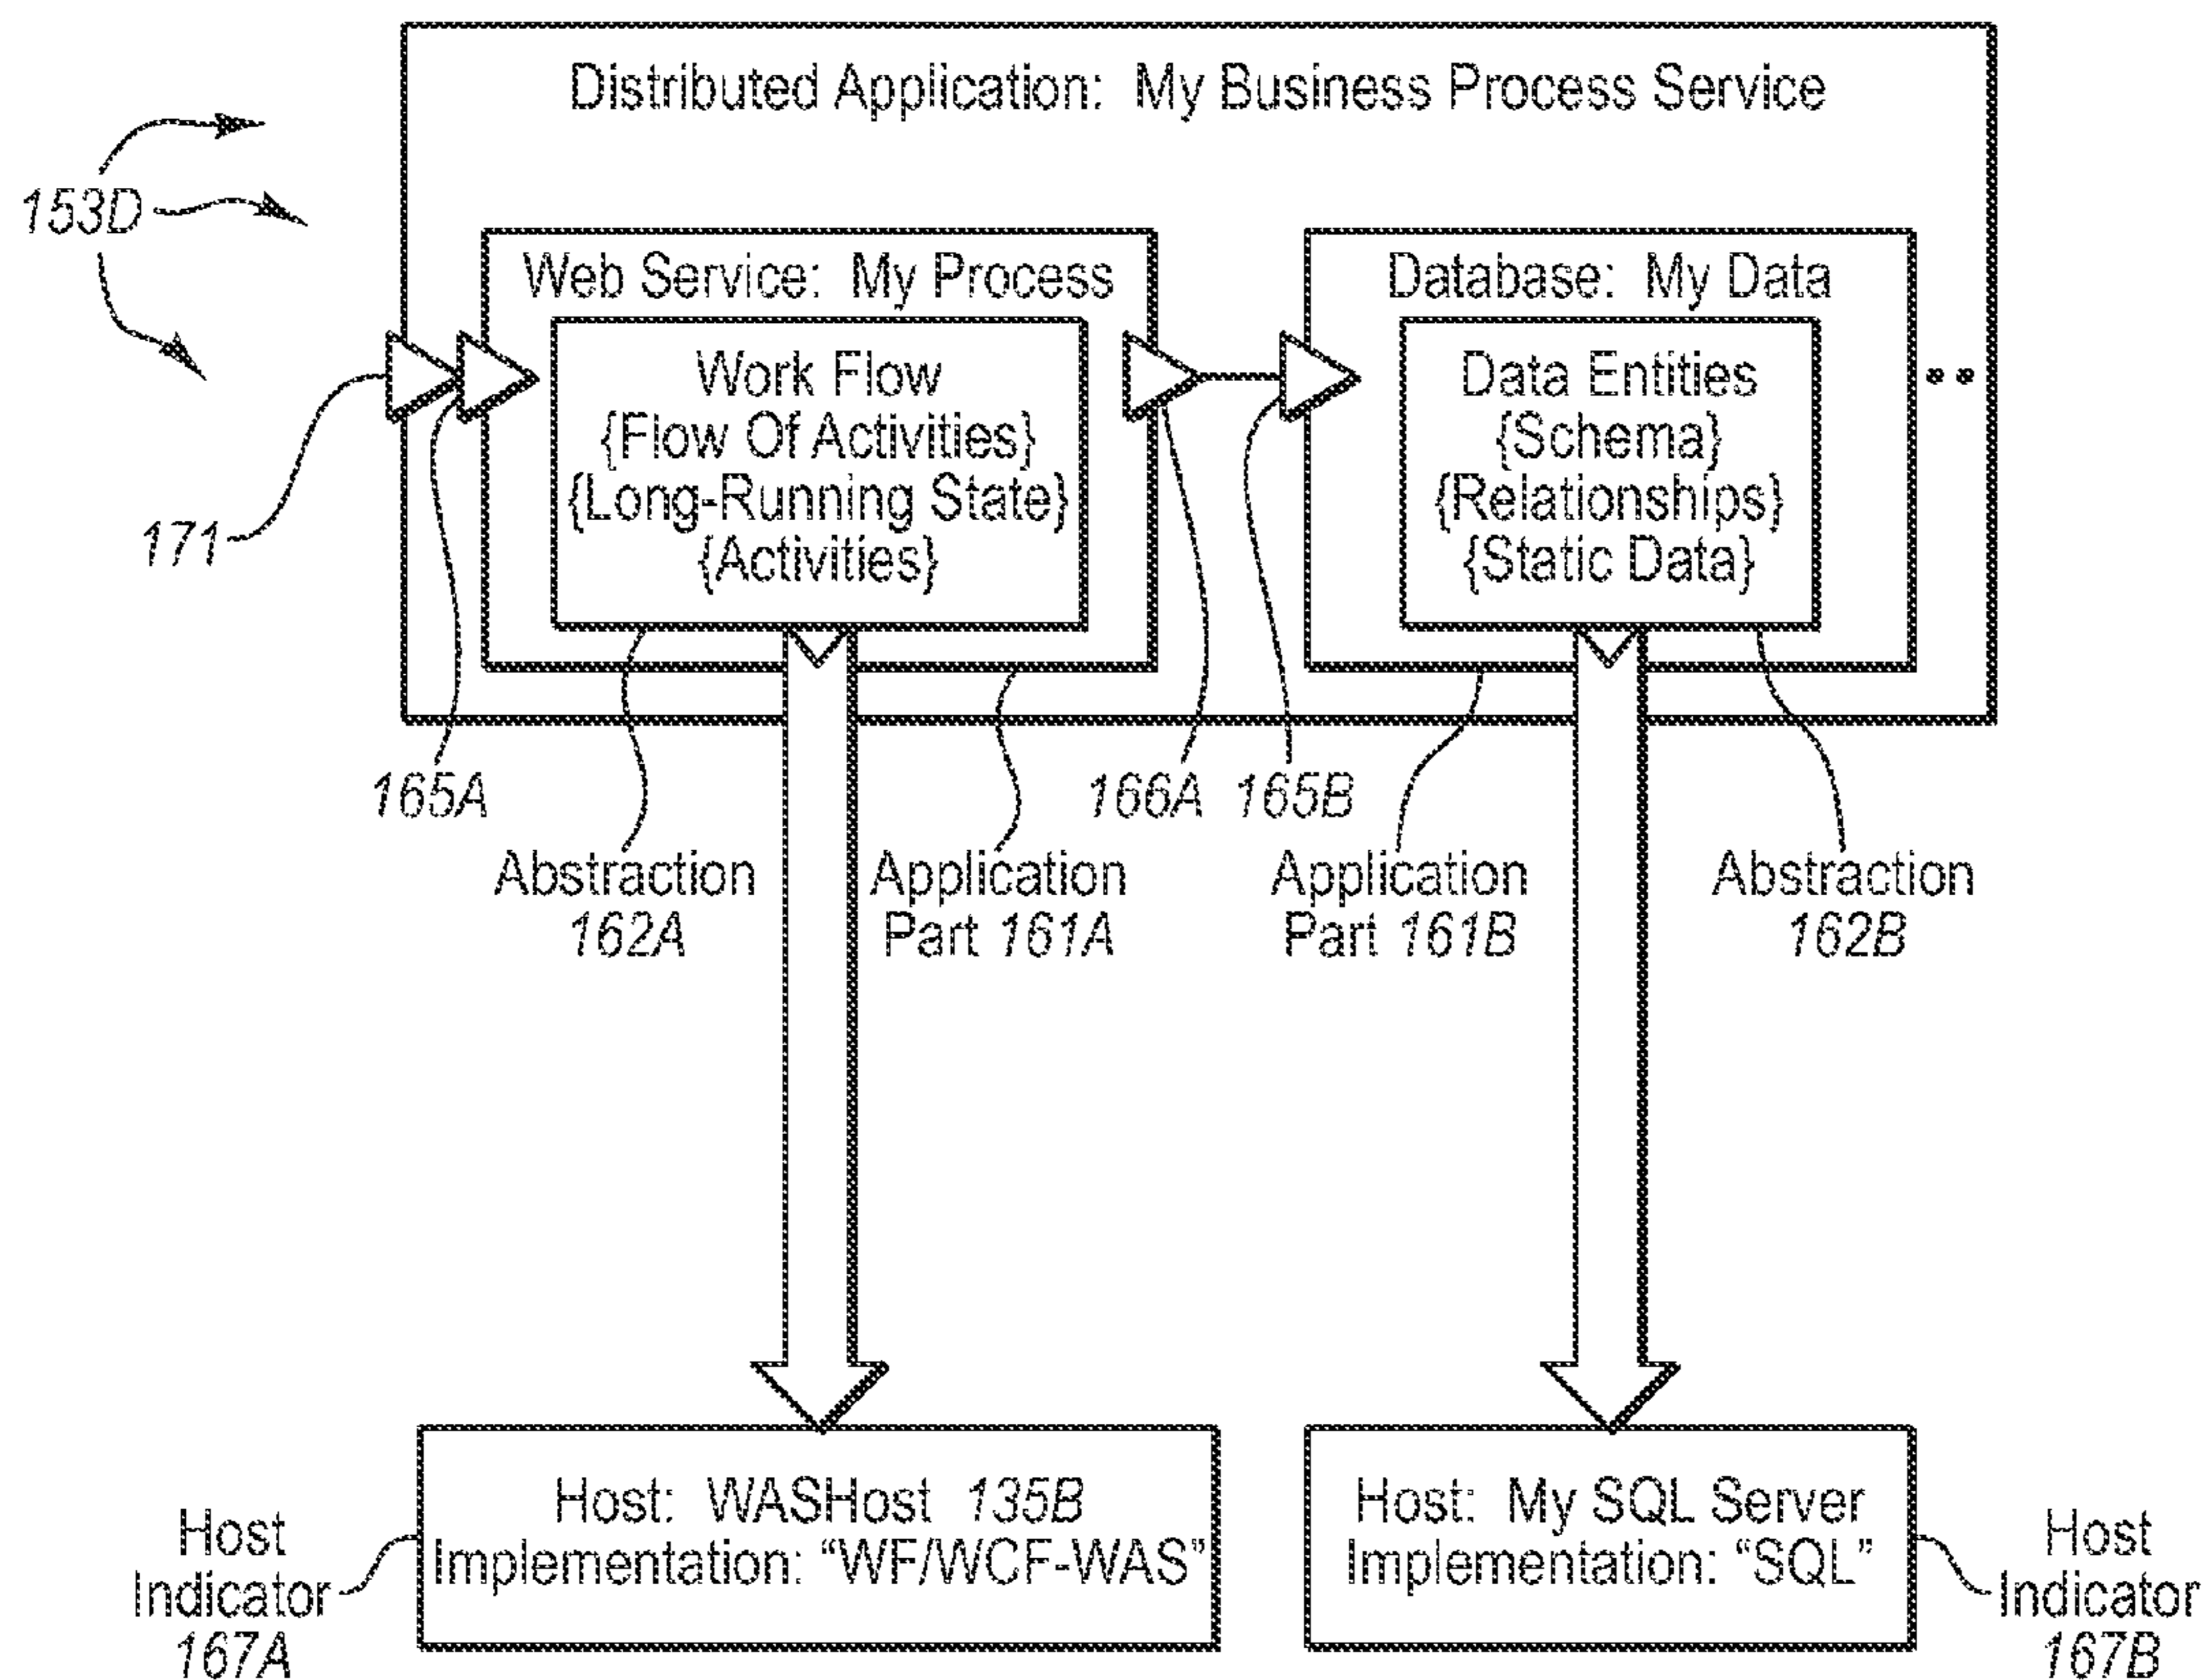 Distributed Application: My Business Process Service
153D
Web Service: My Process
Database: My Data
Work Flow
{Flow Of Activities}
{Long-Running State}
{Activities}
Data Entities
{Schema}
{Relationships}
{Static Data}
171
165A
166A
165B
Abstraction
162A
Application
Part 161A
Application
Part 161B
Abstraction
162B
Host
Indicator
167A
Host: WASHost 135B
Implementation: “WF/WCF-WAS”
Host: My SQL Server
Implementation: “SQL”
Host
Indicator
167B